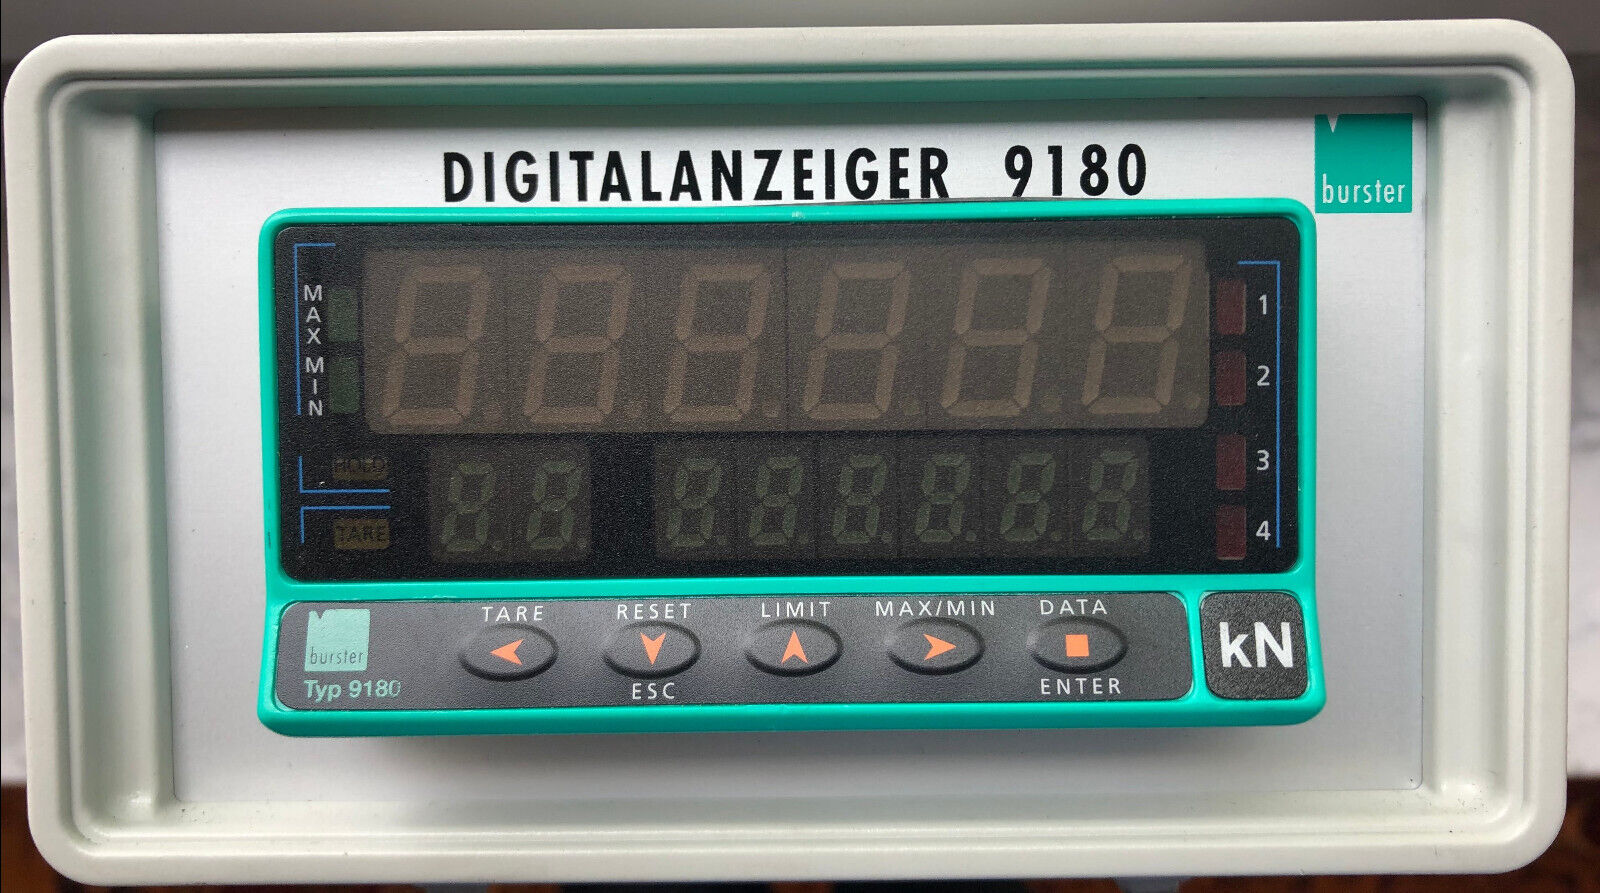 DIGITALANZEIGER 9180
burster
MAX
MIN
HOLD
TARE
1
2
3
4
burster
Typ 9180
TARE
RESET
LIMIT
MAX/MIN
DATA
ESC
ENTER
kN